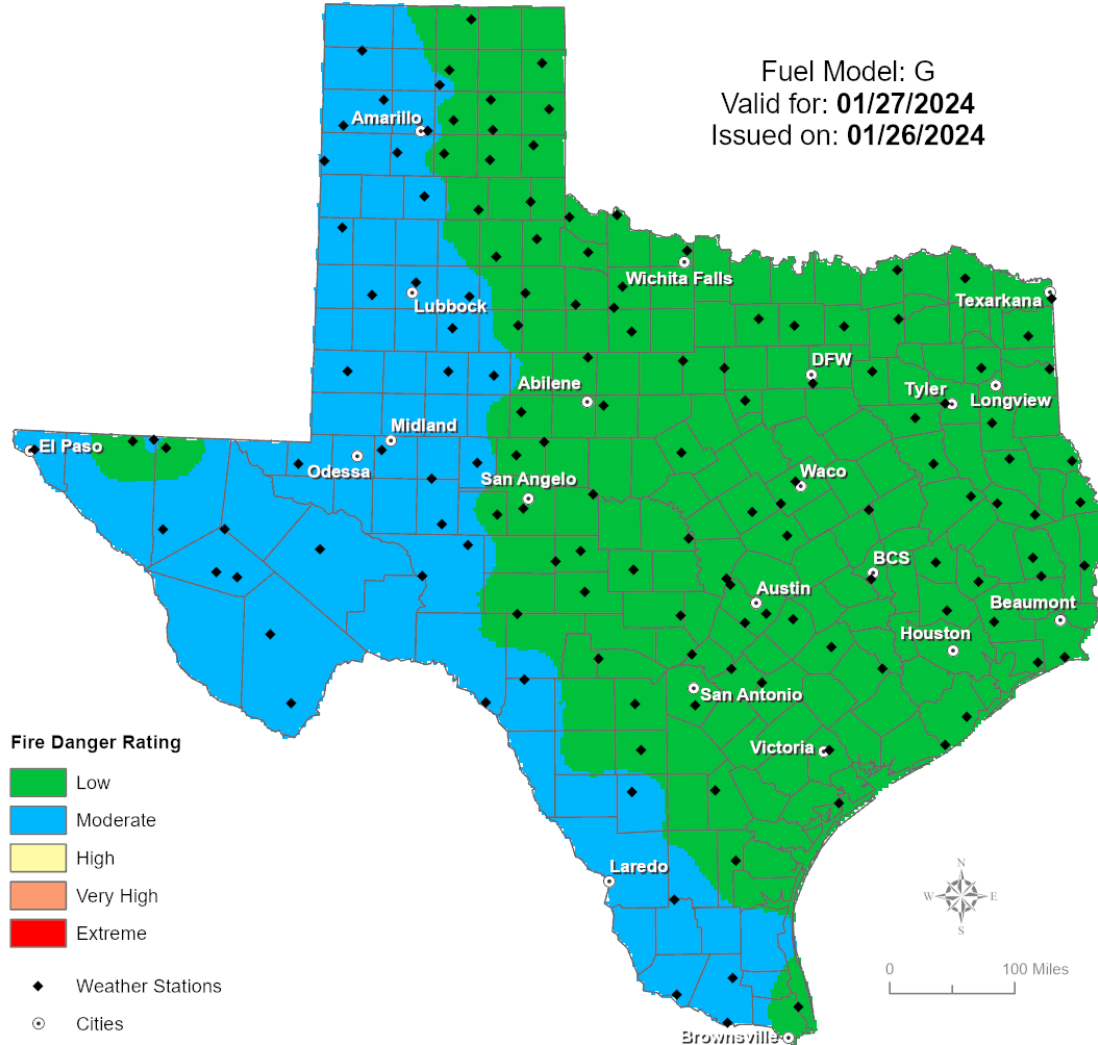 Fuel Model: G
Valid for: 01/27/2024
Issued on: 01/26/2024
Amarillo
Wichita Falls
Lubbock
Texarkana
DFW
Abilene
Tyler
Longview
Midland
El Paso
Odessa
San Angelo
Waco
BCS
Austin
Beaumont
Houston
San Antonio
Victoria
Laredo
Brownsville
Fire Danger Rating
Low
Moderate
High
Very High
Extreme
Weather Stations
Cities
N
W E
S
0 100 Miles